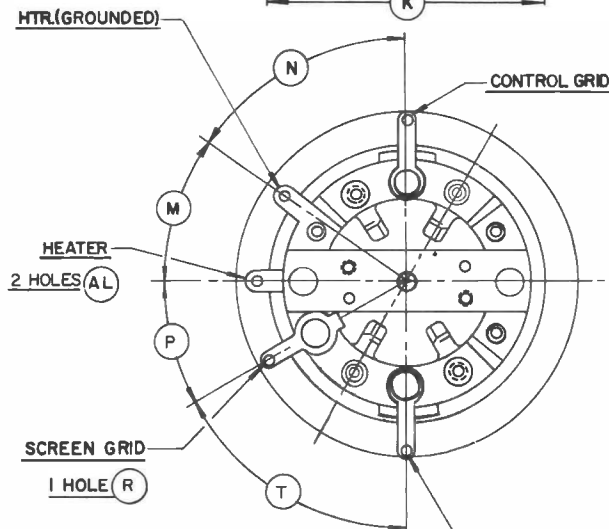 K
HTR.(GROUNDED)
N
CONTROL GRID
M
HEATER
2 HOLES AL
P
SCREEN GRID
1 HOLE R
T